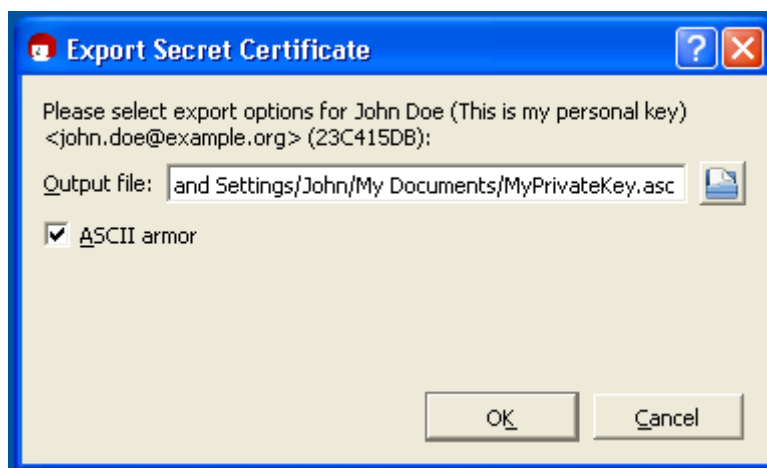 Export Secret Certificate
Please select export options for John Doe (This is my personal key)
<john.doe@example.org> (23C415DB):
Output file: and Settings/John/My Documents/MyPrivateKey.asc
ASCII armor
OK Cancel